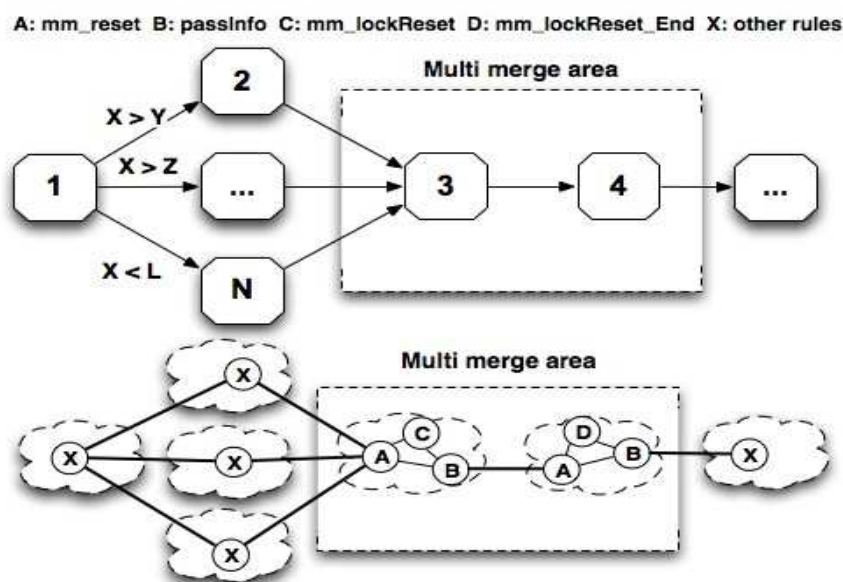 A: mm_reset B: passInfo C: mm_lockReset D: mm_lockReset_End X: other rules
Multi merge area
2
X > Y
X > Z
1
...
3
4
...
X < L
N
Multi merge area
X
C
D
X
X
A
B
A
B
X
X